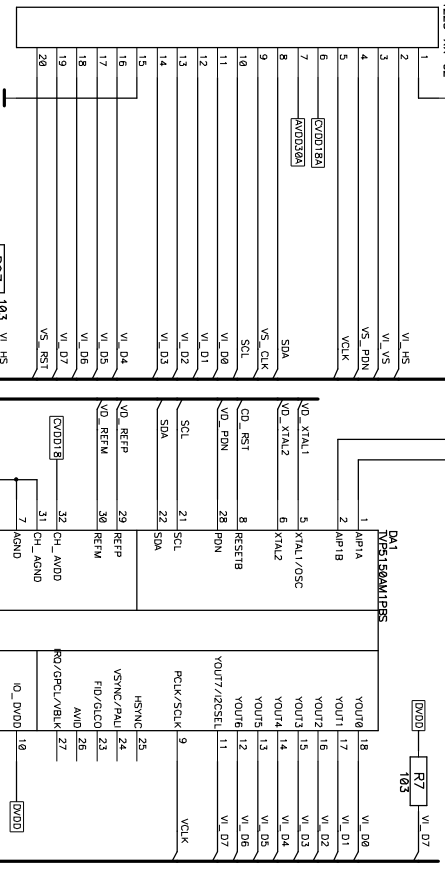 1
2
3
4
5
6
7
8
9
10
11
12
13
14
15
16
17
18
19
20
VI_HS
VI_VS
VS_PDN
VCLK
CVDD18A
AVDD30A
SDA
VS_CLK
SCL
VI_D0
VI_D1
VI_D2
VI_D3
VI_D4
VI_D5
VI_D6
VI_D7
VS_RST
103
VI_HS
DA1
TVP5150AM1PBS
1 AIP1A
2 AIP1B
VD_XTAL1 5 XTAL1/OSC
VD_XTAL2 6 XTAL2
CD_RST 8 RESETB
VD_PDN 28 PDN
SCL 21 SCL
SDA 22 SDA
VD_REFP 29 REFP
VD_REFM 30 REFM
CVDD18 32 CH_AVDD
31 CH_AGND
7 AGND
YOUT0 18 VI_D0
YOUT1 17 VI_D1
YOUT2 16 VI_D2
YOUT3 15 VI_D3
YOUT4 14 VI_D4
YOUT5 13 VI_D5
YOUT6 12 VI_D6
YOUT7/I2CSEL 11 VI_D7
PCLK/SCLK 9 VCLK
HSYNC 25
VSYNC/PALI 24
FID/GLCO 23
AVID 26
IRQ/GPCL/VBLK 27
IO_DVDD 10 DVDD
DVDD R7 VI_D7
103